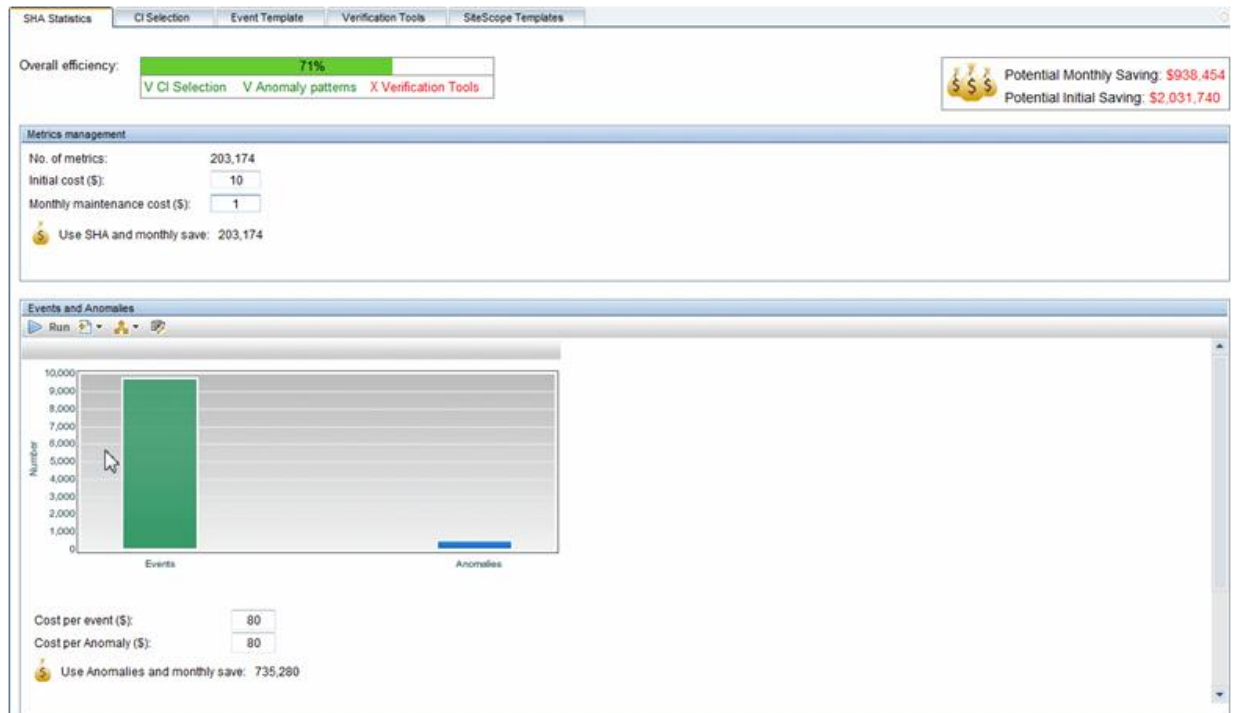 SHA Statistics CI Selection Event Template Verification Tools SiteScope Templates
Overall efficiency: 71%
V CI Selection V Anomaly patterns X Verification Tools
Potential Monthly Saving: $938,454
Potential Initial Saving: $2,031,740
Metrics management
No. of metrics: 203,174
Initial cost ($): 10
Monthly maintenance cost ($): 1
Use SHA and monthly save: 203,174
Events and Anomalies
Run
10,000
9,000
8,000
7,000
6,000
5,000
4,000
3,000
2,000
1,000
0
Number
Events Anomalies
Cost per event ($): 80
Cost per Anomaly ($): 80
Use Anomalies and monthly save: 735,280